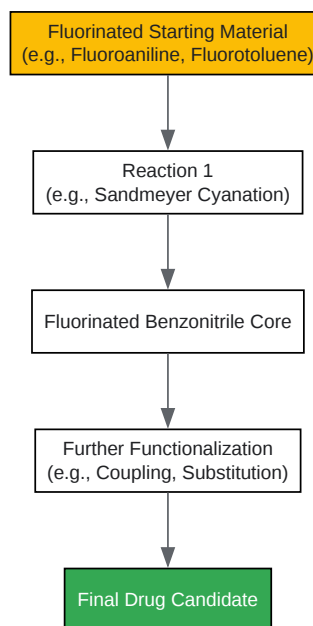 Fluorinated Starting Material
(e.g., Fluoroaniline, Fluorotoluene)
Reaction 1
(e.g., Sandmeyer Cyanation)
Fluorinated Benzonitrile Core
Further Functionalization
(e.g., Coupling, Substitution)
Final Drug Candidate